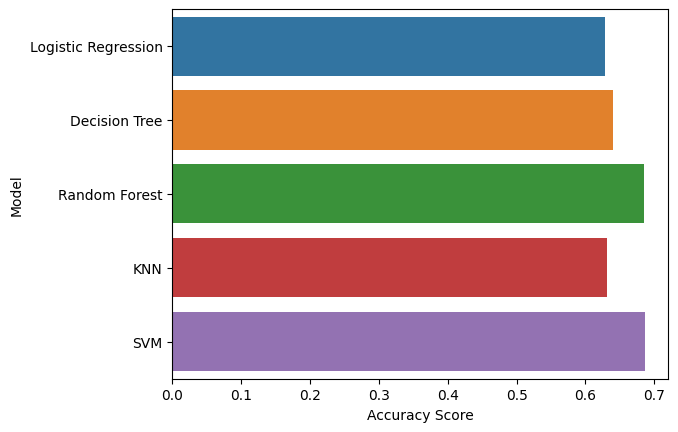 Model
Logistic Regression
Decision Tree
Random Forest
KNN
SVM
0.0 0.1 0.2 0.3 0.4 0.5 0.6 0.7
Accuracy Score